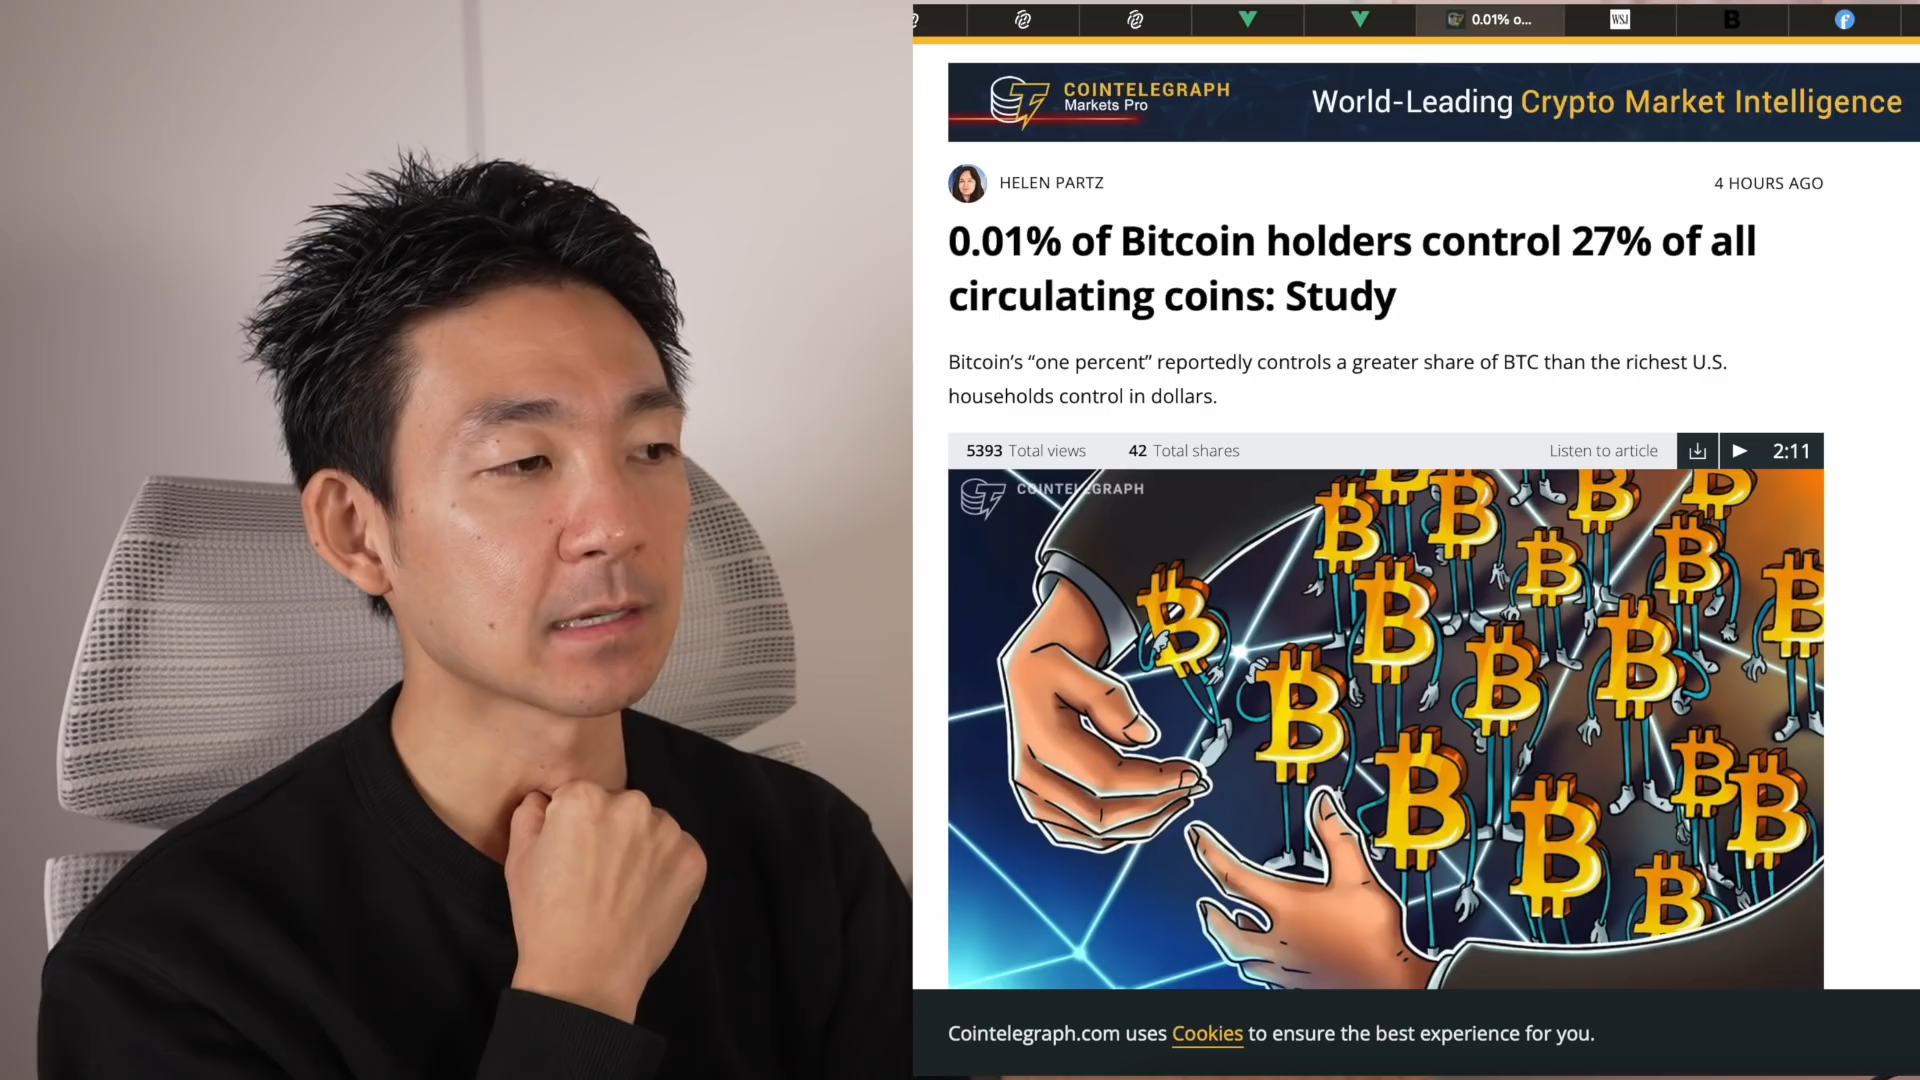 0.01% o...
WSJ
B
f
COINTELEGRAPH
Markets Pro
World-Leading Crypto Market Intelligence
HELEN PARTZ
4 HOURS AGO
0.01% of Bitcoin holders control 27% of all
circulating coins: Study
Bitcoin’s “one percent” reportedly controls a greater share of BTC than the richest U.S.
households control in dollars.
5393 Total views
42 Total shares
Listen to article
2:11
COINTELEGRAPH
Cointelegraph.com uses Cookies to ensure the best experience for you.